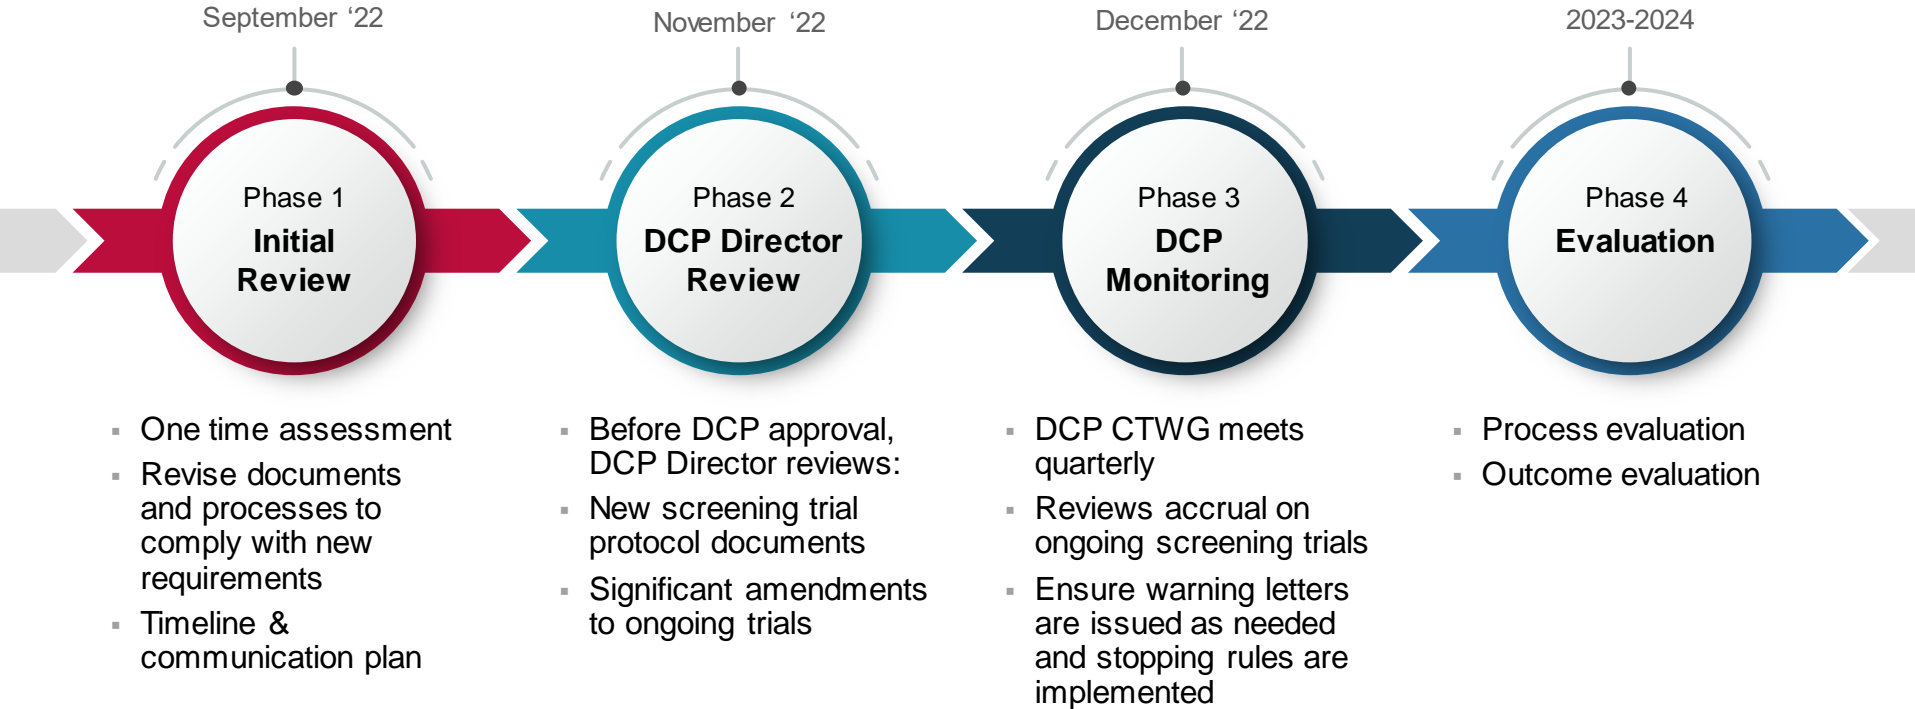 September ‘22
Phase 1
Initial
Review
▪ One time assessment
▪ Revise documents
and processes to
comply with new
requirements
▪ Timeline &
communication plan
November ‘22
Phase 2
DCP Director
Review
▪ Before DCP approval,
DCP Director reviews:
▪ New screening trial
protocol documents
▪ Significant amendments
to ongoing trials
December ‘22
Phase 3
DCP
Monitoring
▪ DCP CTWG meets
quarterly
▪ Reviews accrual on
ongoing screening trials
▪ Ensure warning letters
are issued as needed
and stopping rules are
implemented
2023-2024
Phase 4
Evaluation
▪ Process evaluation
▪ Outcome evaluation